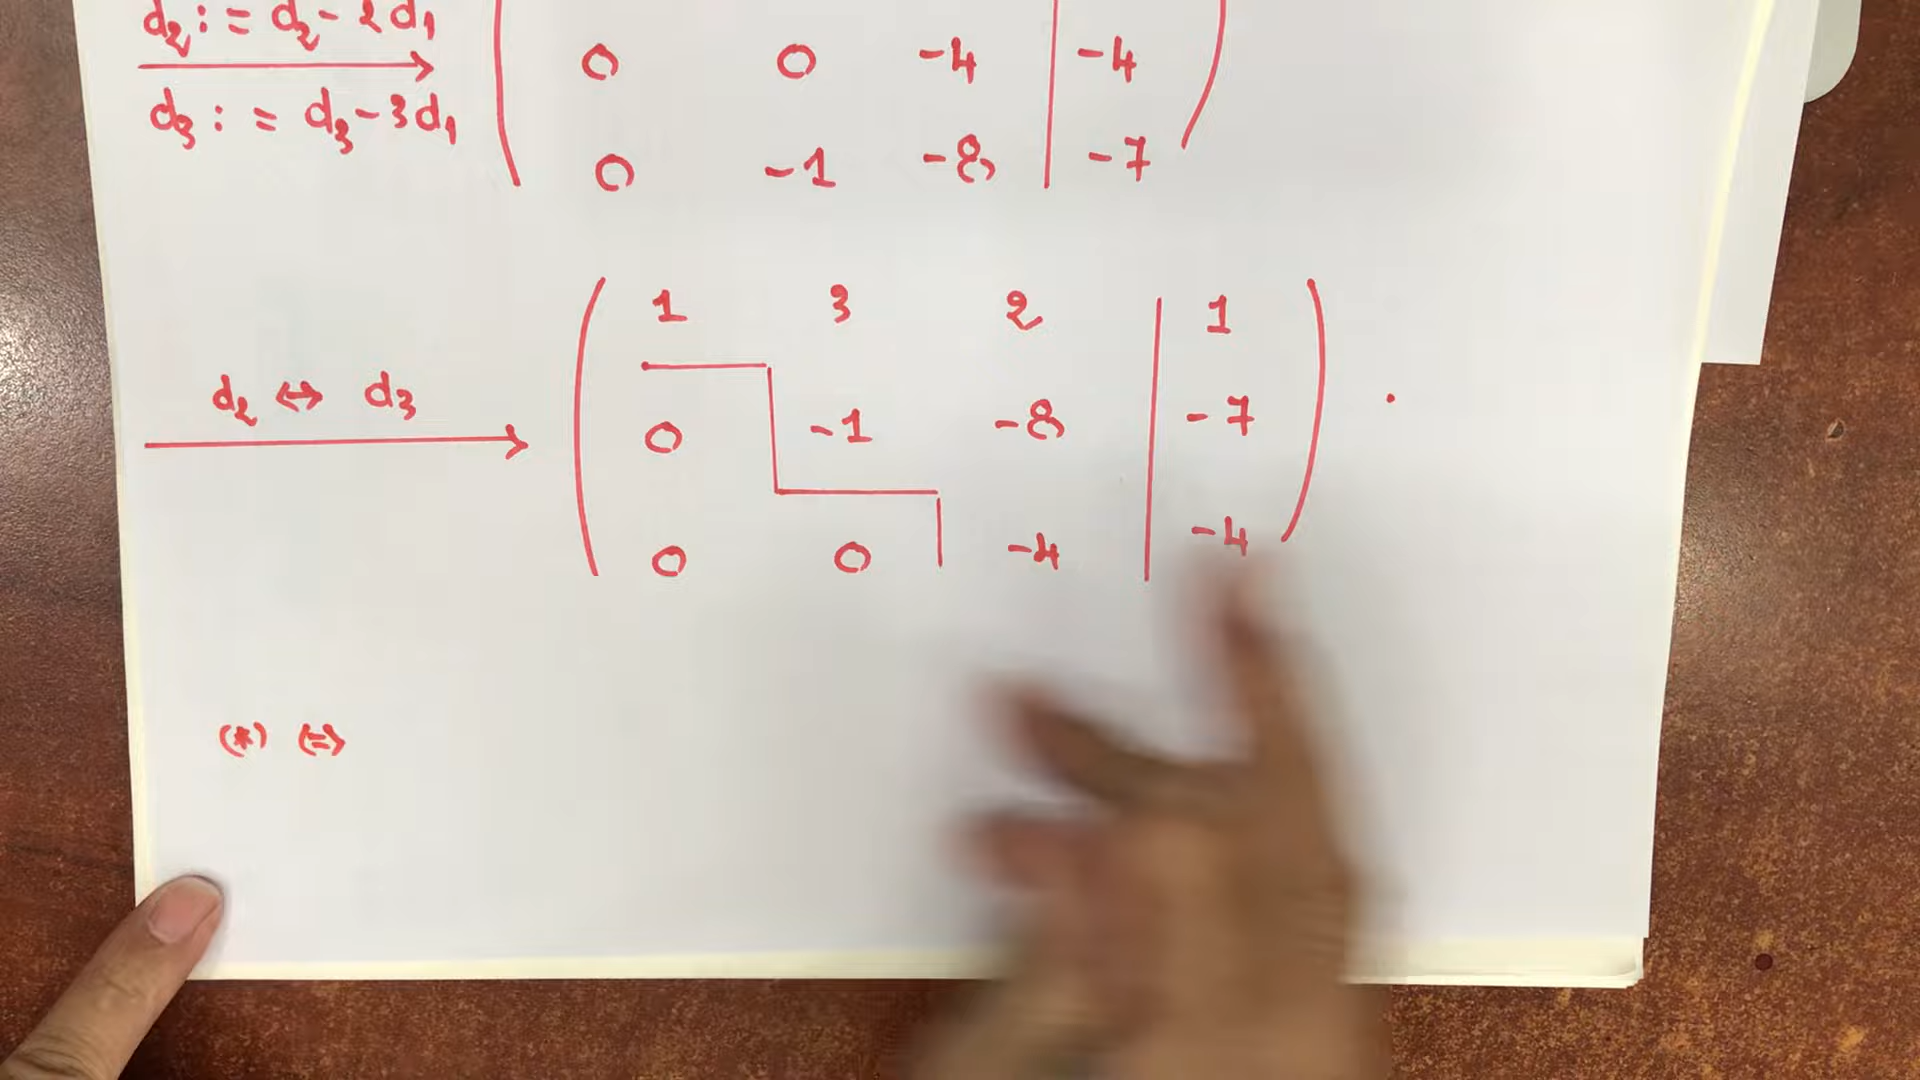 d₂ := d₂ - 2d₁
0 0 -4 | -4
d₃ := d₃ - 3d₁
0 -1 -8 | -7
1 3 2 | 1
d₂ ↔ d₃
0 -1 -8 | -7 .
0 0 -4 | -4
(*) ⇔